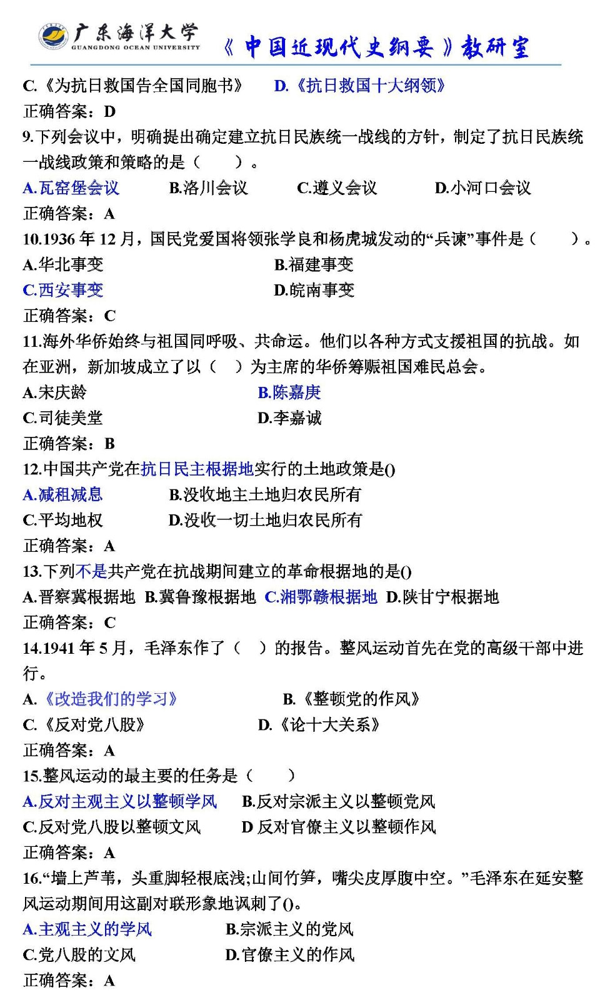 广东海洋大学
GUANGDONG OCEAN UNIVERSITY
《中国近现代史纲要》教研室
C.《为抗日救国告全国同胞书》 D.《抗日救国十大纲领》
正确答案：D
9.下列会议中，明确提出确定建立抗日民族统一战线的方针，制定了抗日民族统
一战线政策和策略的是（ ）。
A.瓦窑堡会议 B.洛川会议 C.遵义会议 D.小河口会议
正确答案：A
10.1936 年 12 月，国民党爱国将领张学良和杨虎城发动的“兵谏”事件是（ ）。
A.华北事变 B.福建事变
C.西安事变 D.皖南事变
正确答案：C
11.海外华侨始终与祖国同呼吸、共命运。他们以各种方式支援祖国的抗战。如
在亚洲，新加坡成立了以（ ）为主席的华侨筹赈祖国难民总会。
A.宋庆龄 B.陈嘉庚
C.司徒美堂 D.李嘉诚
正确答案：B
12.中国共产党在抗日民主根据地实行的土地政策是()
A.减租减息 B.没收地主土地归农民所有
C.平均地权 D.没收一切土地归农民所有
正确答案：A
13.下列不是共产党在抗战期间建立的革命根据地的是()
A.晋察冀根据地 B.冀鲁豫根据地 C.湘鄂赣根据地 D.陕甘宁根据地
正确答案：C
14.1941 年 5 月，毛泽东作了（ ）的报告。整风运动首先在党的高级干部中进
行。
A.《改造我们的学习》 B.《整顿党的作风》
C.《反对党八股》 D.《论十大关系》
正确答案：A
15.整风运动的最主要的任务是（ ）
A.反对主观主义以整顿学风 B.反对宗派主义以整顿党风
C.反对党八股以整顿文风 D 反对官僚主义以整顿作风
正确答案：A
16.“墙上芦苇，头重脚轻根底浅;山间竹笋，嘴尖皮厚腹中空。”毛泽东在延安整
风运动期间用这副对联形象地讽刺了()。
A.主观主义的学风 B.宗派主义的党风
C.党八股的文风 D.官僚主义的作风
正确答案：A